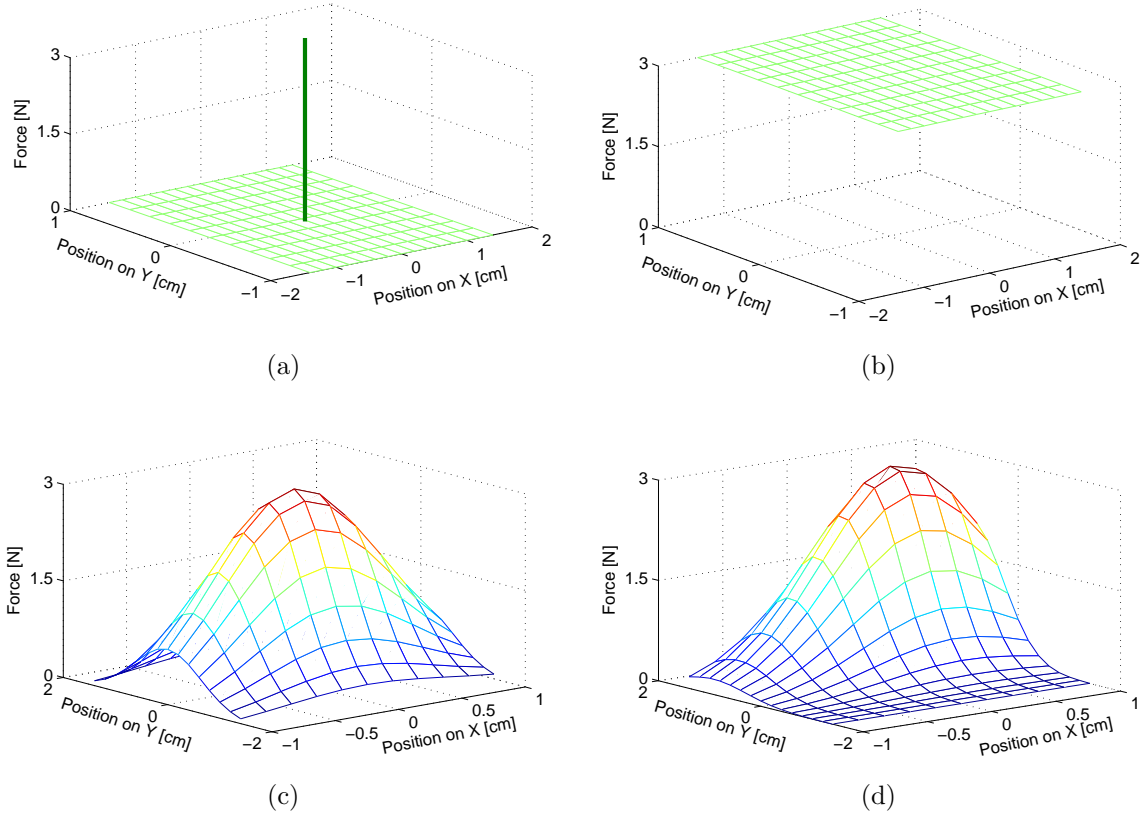 3
1.5
0
Force [N]
1
0
−1
Position on Y [cm]
−2
−1
0
1
2
Position on X [cm]
(a)
3
1.5
0
Force [N]
1
0
−1
Position on Y [cm]
−2
−1
0
1
2
Position on X [cm]
(b)
3
1.5
0
Force [N]
2
0
−2
Position on Y [cm]
−1
−0.5
0
0.5
1
Position on X [cm]
(c)
3
1.5
0
Force [N]
2
0
−2
Position on Y [cm]
−1
−0.5
0
0.5
1
Position on X [cm]
(d)